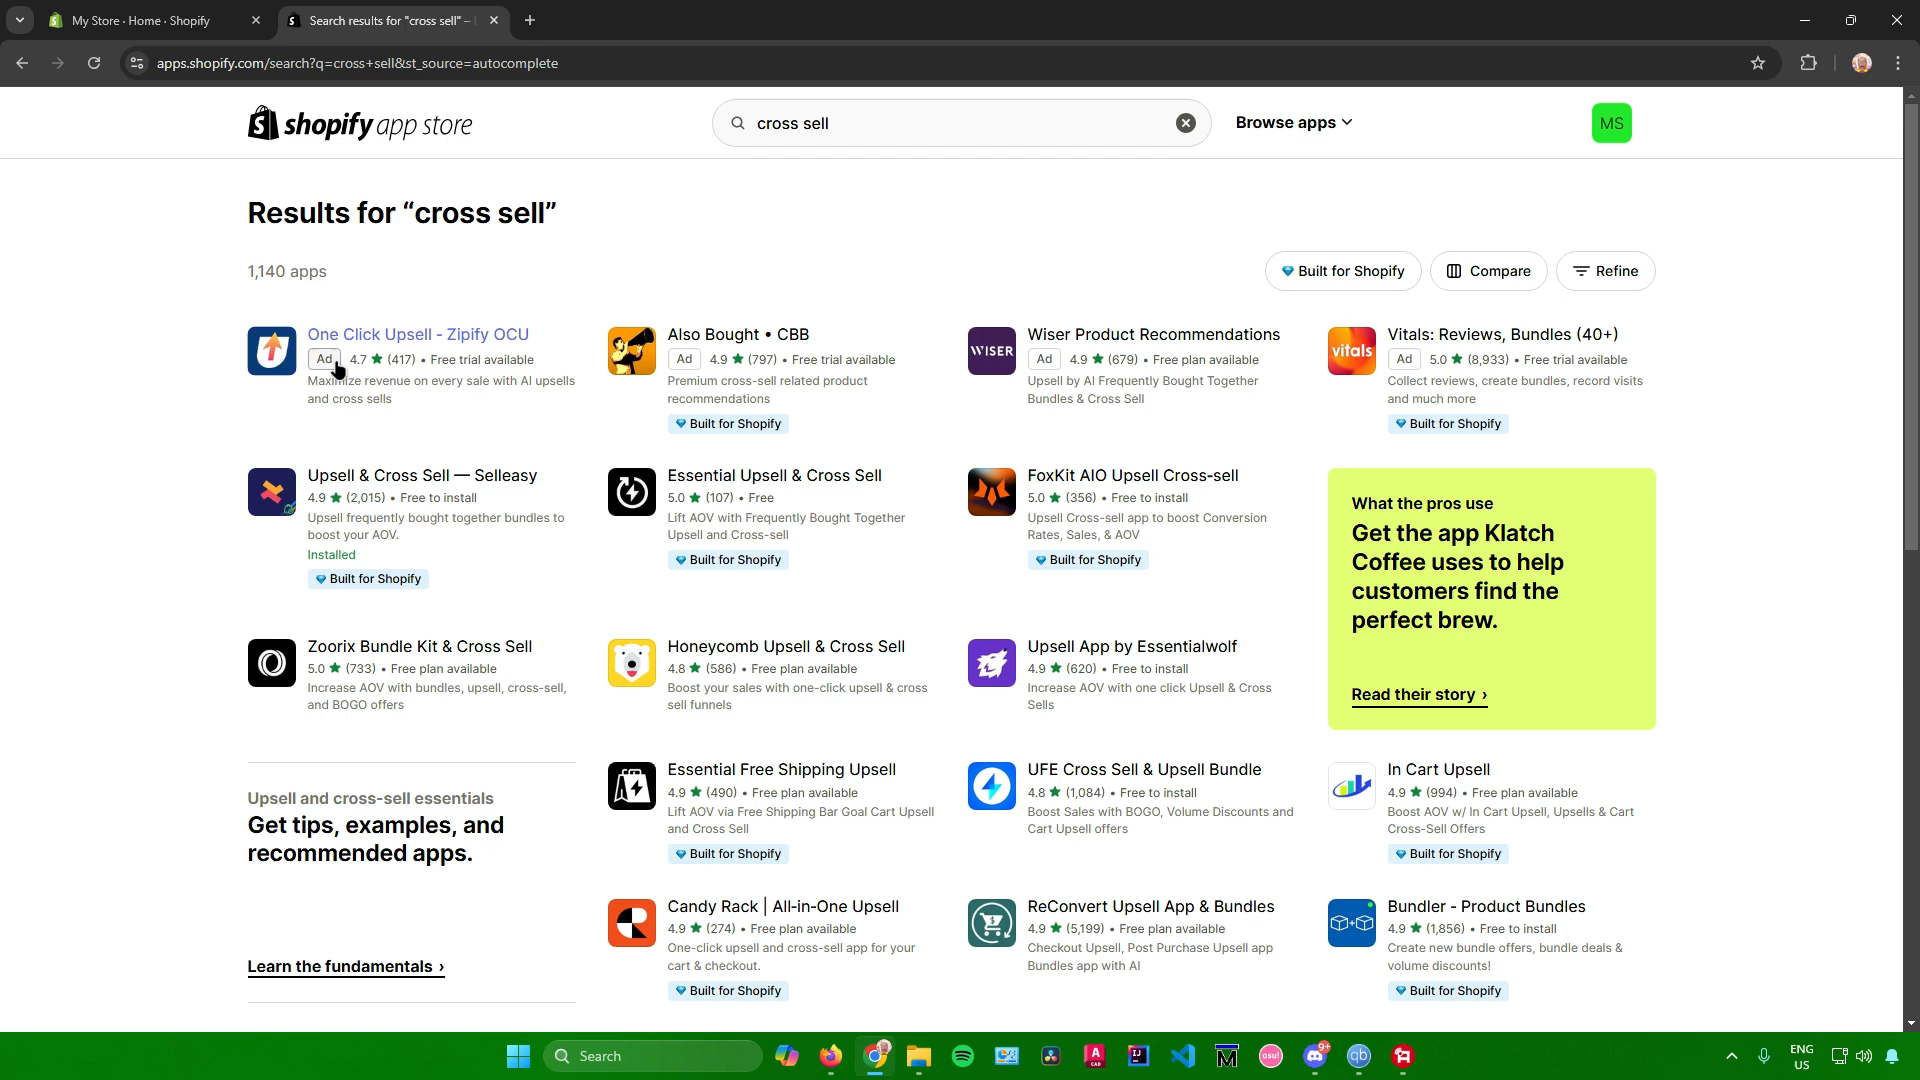 My Store · Home · Shopify
Search results for "cross sell" –
apps.shopify.com/search?q=cross+sell&st_source=autocomplete
shopify app store
cross sell
Browse apps
MS
Results for “cross sell”
1,140 apps
Built for Shopify
Compare
Refine
One Click Upsell - Zipify OCU
Ad 4.7 (417) • Free trial available
Maximize revenue on every sale with AI upsells
and cross sells
Also Bought • CBB
Ad 4.9 (797) • Free trial available
Premium cross-sell related product
recommendations
Built for Shopify
WISER
Wiser Product Recommendations
Ad 4.9 (679) • Free plan available
Upsell by AI Frequently Bought Together
Bundles & Cross Sell
vitals
Vitals: Reviews, Bundles (40+)
Ad 5.0 (8,933) • Free trial available
Collect reviews, create bundles, record visits
and much more
Built for Shopify
Upsell & Cross Sell — Selleasy
4.9 (2,015) • Free to install
Upsell frequently bought together bundles to
boost your AOV.
Installed
Built for Shopify
Essential Upsell & Cross Sell
5.0 (107) • Free
Lift AOV with Frequently Bought Together
Upsell and Cross-sell
Built for Shopify
FoxKit AIO Upsell Cross-sell
5.0 (356) • Free to install
Upsell Cross-sell app to boost Conversion
Rates, Sales, & AOV
Built for Shopify
What the pros use
Get the app Klatch
Coffee uses to help
customers find the
perfect brew.
Read their story ›
Zoorix Bundle Kit & Cross Sell
5.0 (733) • Free plan available
Increase AOV with bundles, upsell, cross-sell,
and BOGO offers
Honeycomb Upsell & Cross Sell
4.8 (586) • Free plan available
Boost your sales with one-click upsell & cross
sell funnels
Upsell App by Essentialwolf
4.9 (620) • Free to install
Increase AOV with one click Upsell & Cross
Sells
Upsell and cross-sell essentials
Get tips, examples, and
recommended apps.
Learn the fundamentals ›
Essential Free Shipping Upsell
4.9 (490) • Free plan available
Lift AOV via Free Shipping Bar Goal Cart Upsell
and Cross Sell
Built for Shopify
UFE Cross Sell & Upsell Bundle
4.8 (1,084) • Free to install
Boost Sales with BOGO, Volume Discounts and
Cart Upsell offers
In Cart Upsell
4.9 (994) • Free plan available
Boost AOV w/ In Cart Upsell, Upsells & Cart
Cross-Sell Offers
Built for Shopify
Candy Rack | All-in-One Upsell
4.9 (274) • Free plan available
One-click upsell and cross-sell app for your
cart & checkout.
Built for Shopify
ReConvert Upsell App & Bundles
4.9 (5,199) • Free plan available
Checkout Upsell, Post Purchase Upsell app
Bundles app with AI
Bundler - Product Bundles
4.9 (1,856) • Free to install
Create new bundle offers, bundle deals &
volume discounts!
Built for Shopify
Search
A
CAD
IJ
M
osu!
9+
qb
ENG
US